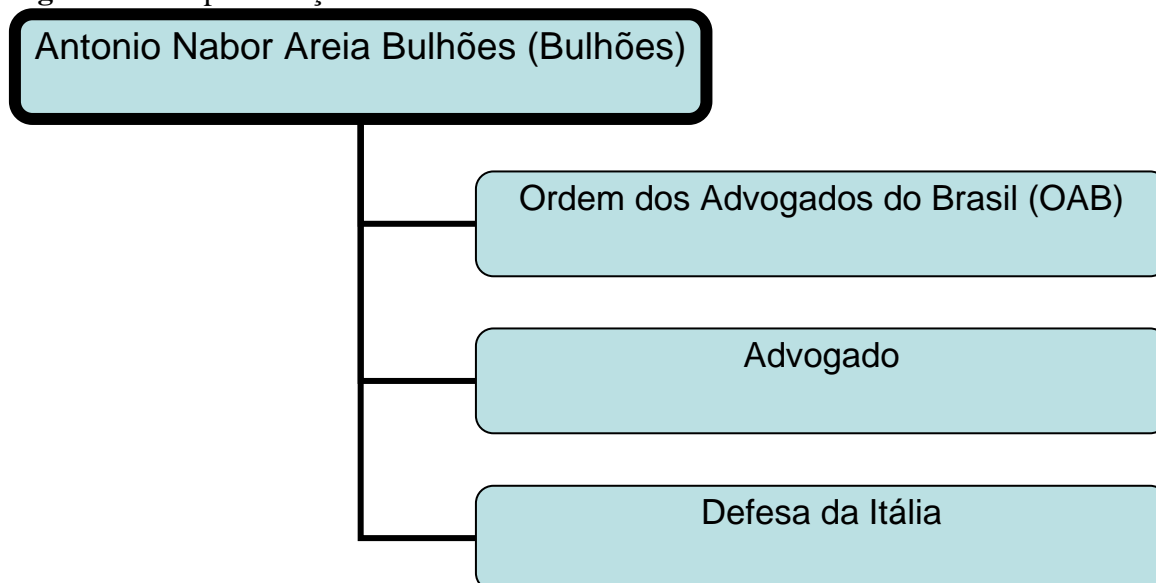 Antonio Nabor Areia Bulhões (Bulhões)
Ordem dos Advogados do Brasil (OAB)
Advogado
Defesa da Itália